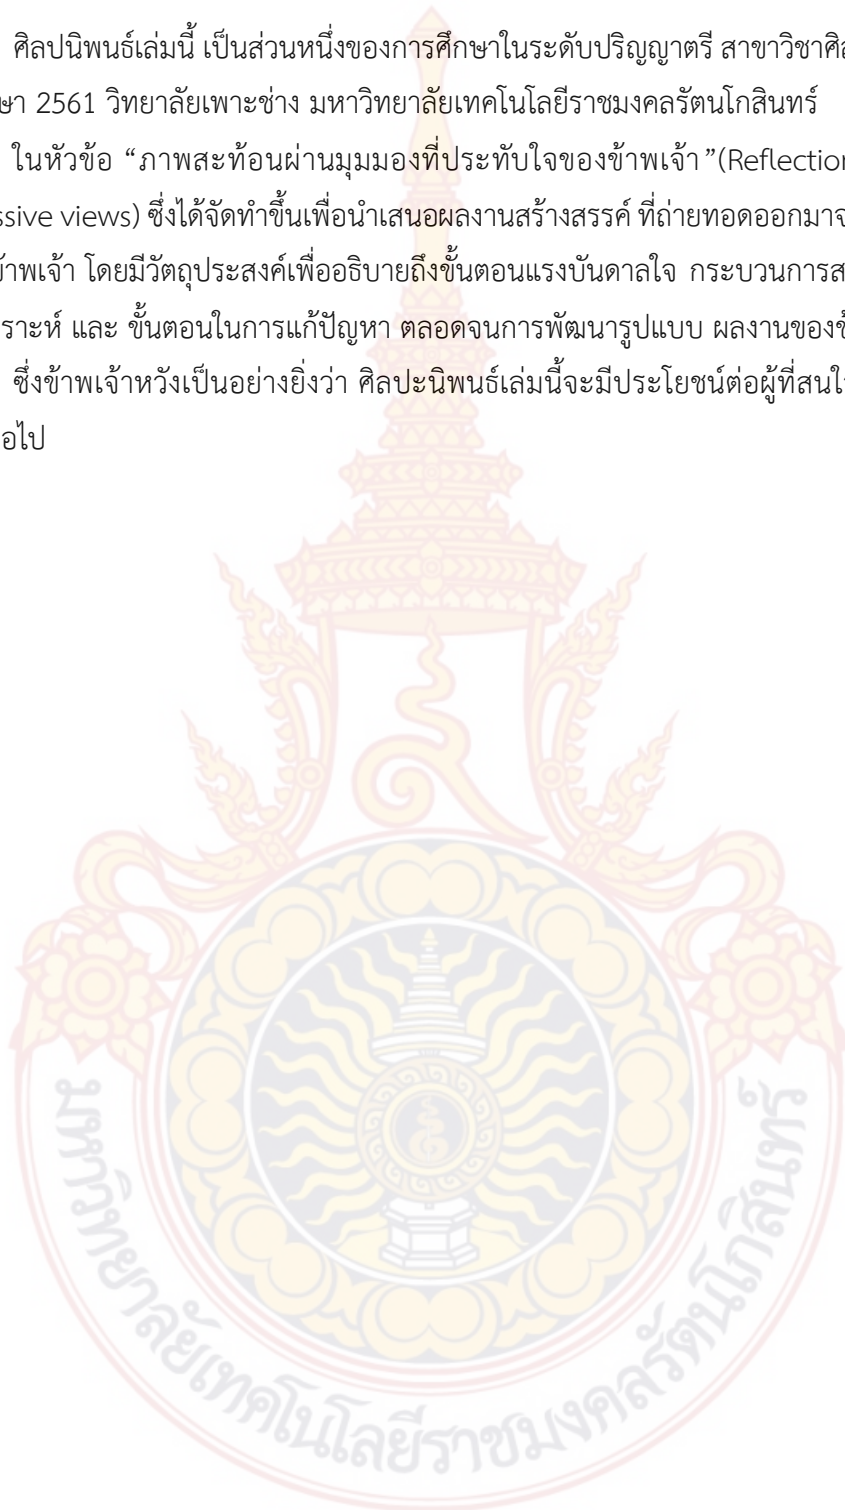 ศิลปนิพนธ์เล่มนี้ เป็นส่วนหนึ่งของการศึกษาในระดับปริญญาตรี สาขาวิชาศิล
ษา 2561 วิทยาลัยเพาะช่าง มหาวิทยาลัยเทคโนโลยีราชมงคลรัตนโกสินทร์
ในหัวข้อ “ภาพสะท้อนผ่านมุมมองที่ประทับใจของข้าพเจ้า”(Reflection
ssive views) ซึ่งได้จัดทำขึ้นเพื่อนำเสนอผลงานสร้างสรรค์ ที่ถ่ายทอดออกมาจ
ข้าพเจ้า โดยมีวัตถุประสงค์เพื่ออธิบายถึงขั้นตอนแรงบันดาลใจ กระบวนการส
ราะห์ และ ขั้นตอนในการแก้ปัญหา ตลอดจนการพัฒนารูปแบบ ผลงานของข้
ซึ่งข้าพเจ้าหวังเป็นอย่างยิ่งว่า ศิลปะนิพนธ์เล่มนี้จะมีประโยชน์ต่อผู้ที่สนใ
อไป
มหาวิทยาลัยเทคโนโลยีราชมงคลรัตนโกสินทร์